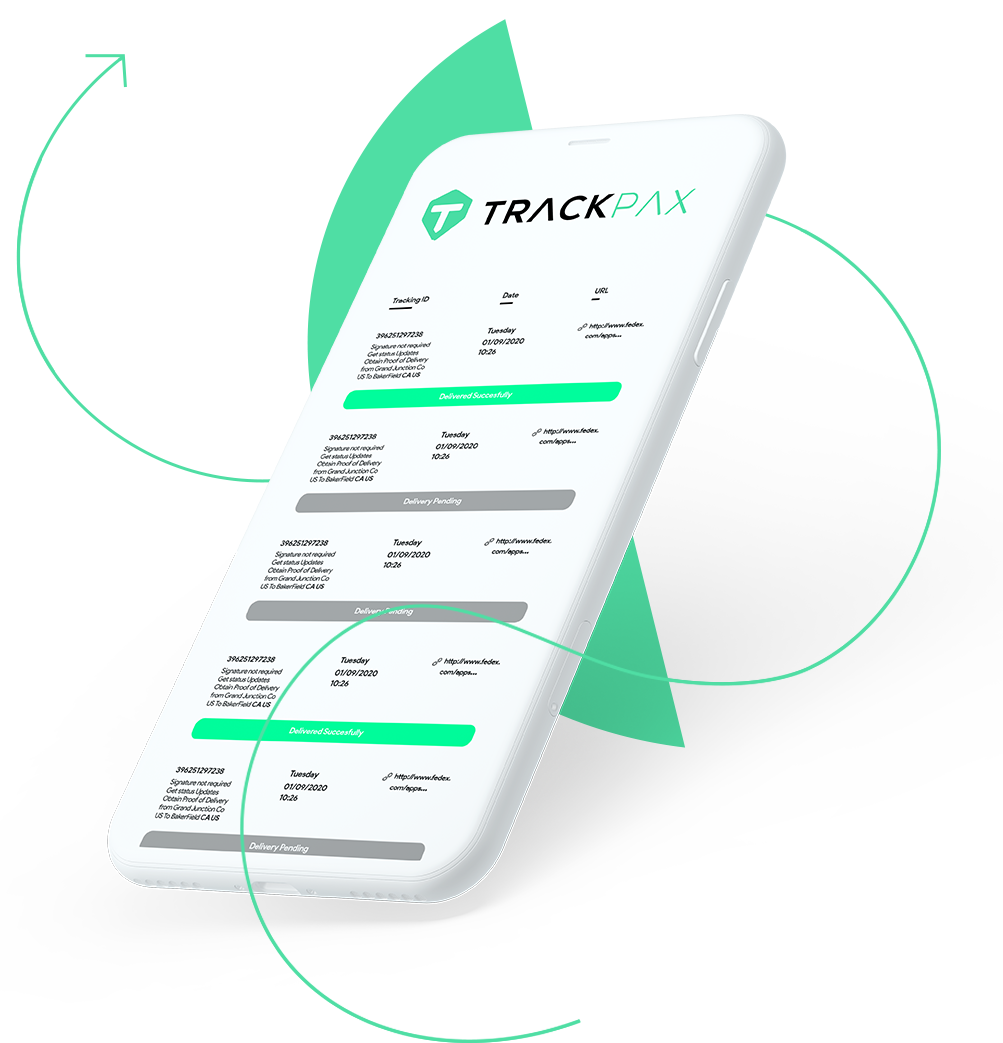 TRACKPAX
Tracking ID Date URL
396251297238 Tuesday http://www.fedex.
Signature not required 01/09/2020 com/apps...
Get status Updates 10:26
Obtain Proof of Delivery
from Grand Junction Co
US To BakerField CA US
Delivered Succesfully
396251297238 Tuesday http://www.fedex.
Signature not required 01/09/2020 com/apps...
Get status Updates 10:26
Obtain Proof of Delivery
from Grand Junction Co
US To BakerField CA US
Delivery Pending
396251297238 Tuesday http://www.fedex.
Signature not required 01/09/2020 com/apps...
Get status Updates 10:26
Obtain Proof of Delivery
from Grand Junction Co
US To BakerField CA US
Delivery Pending
396251297238 Tuesday http://www.fedex.
Signature not required 01/09/2020 com/apps...
Get status Updates 10:26
Obtain Proof of Delivery
from Grand Junction Co
US To BakerField CA US
Delivered Succesfully
396251297238 Tuesday http://www.fedex.
Signature not required 01/09/2020 com/apps...
Get status Updates 10:26
Obtain Proof of Delivery
from Grand Junction Co
US To BakerField CA US
Delivery Pending